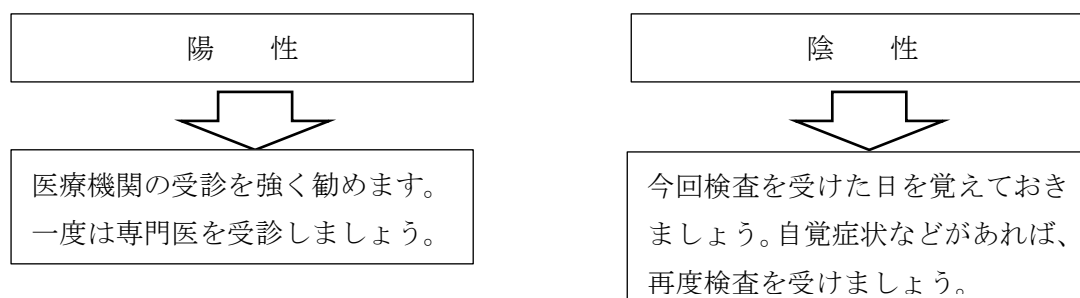 陽　　性
医療機関の受診を強く勧めます。
一度は専門医を受診しましょう。
陰　　性
今回検査を受けた日を覚えておき
ましょう。自覚症状などがあれば、
再度検査を受けましょう。